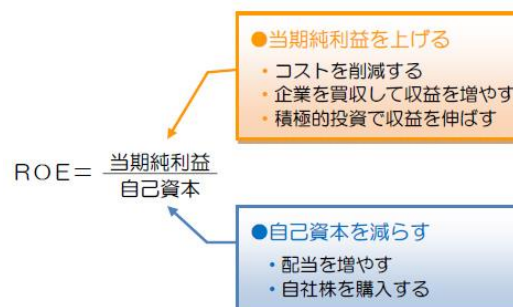 ●当期純利益を上げる
・コストを削減する
・企業を買収して収益を増やす
・積極的投資で収益を伸ばす
ROE＝ 当期純利益
自己資本
●自己資本を減らす
・配当を増やす
・自社株を購入する